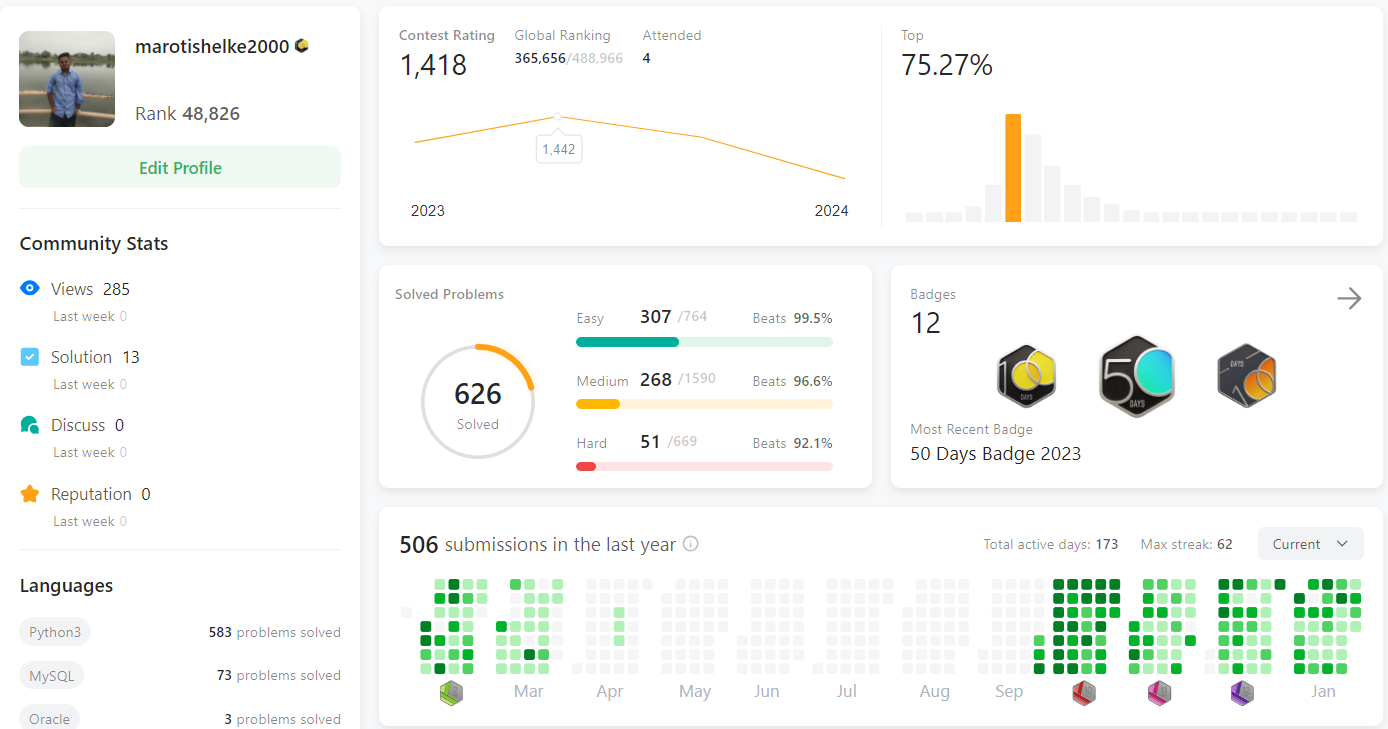 marotishelke2000
Rank 48,826
Edit Profile
Community Stats
Views 285
Last week 0
Solution 13
Last week 0
Discuss 0
Last week 0
Reputation 0
Last week 0
Languages
Python3 583 problems solved
MySQL 73 problems solved
Oracle 3 problems solved
Contest Rating
1,418
Global Ranking
365,656/488,966
Attended
4
1,442
2023 2024
Top
75.27%
Solved Problems
626
Solved
Easy 307 /764 Beats 99.5%
Medium 268 /1590 Beats 96.6%
Hard 51 /669 Beats 92.1%
Badges
12
100
DAYS
50
DAYS
100
DAYS
Most Recent Badge
50 Days Badge 2023
506 submissions in the last year
Total active days: 173 Max streak: 62 Current
Mar Apr May Jun Jul Aug Sep Jan